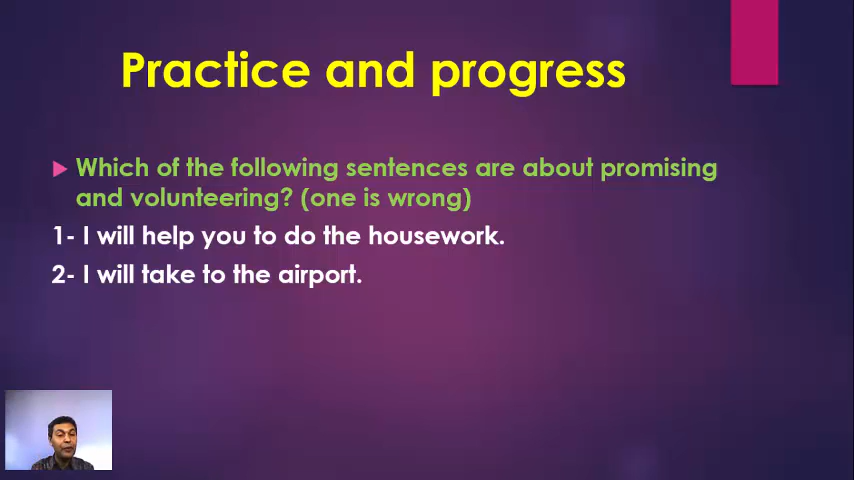 Practice and progress
Which of the following sentences are about promising
and volunteering? (one is wrong)
1- I will help you to do the housework.
2- I will take to the airport.